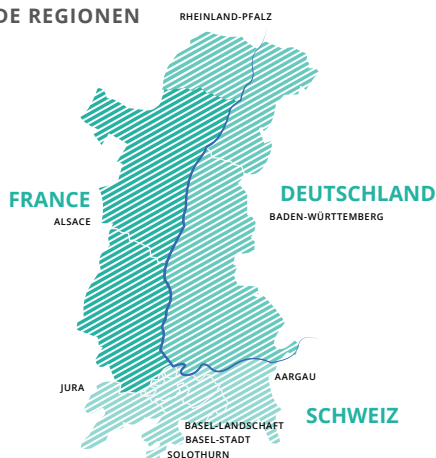 DE REGIONEN
RHEINLAND-PFALZ
FRANCE
ALSACE
DEUTSCHLAND
BADEN-WÜRTTEMBERG
JURA
AARGAU
SCHWEIZ
BASEL-LANDSCHAFT
BASEL-STADT
SOLOTHURN